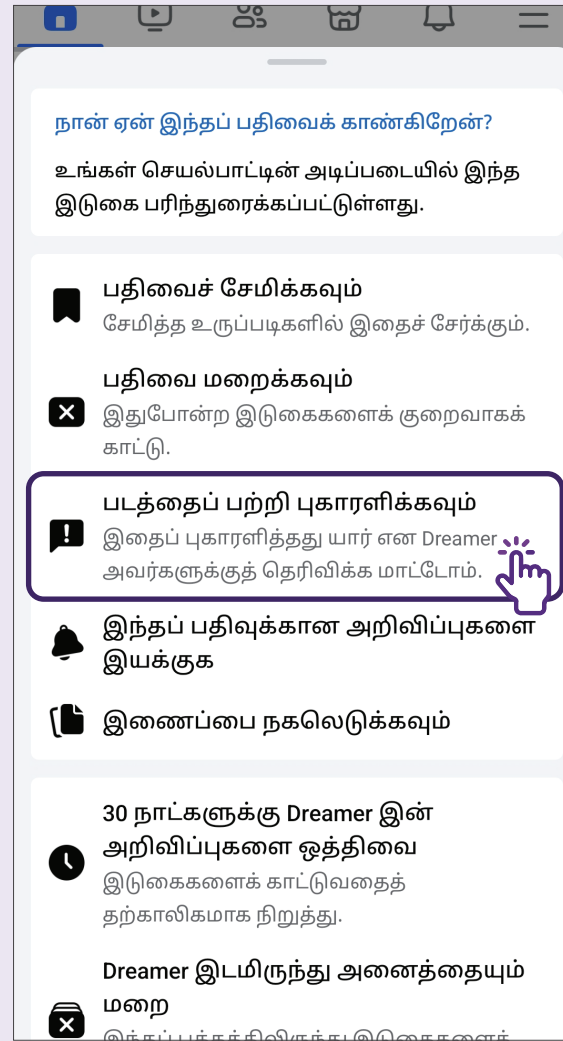 நான் ஏன் இந்தப் பதிவைக் காண்கிறேன்?
உங்கள் செயல்பாட்டின் அடிப்படையில் இந்த
இடுகை பரிந்துரைக்கப்பட்டுள்ளது.
பதிவைச் சேமிக்கவும்
சேமித்த உருப்படிகளில் இதைச் சேர்க்கும்.
பதிவை மறைக்கவும்
இதுபோன்ற இடுகைகளைக் குறைவாகக்
காட்டு.
படத்தைப் பற்றி புகாரளிக்கவும்
இதைப் புகாரளித்தது யார் என Dreamer
அவர்களுக்குத் தெரிவிக்க மாட்டோம்.
இந்தப் பதிவுக்கான அறிவிப்புகளை
இயக்குக
இணைப்பை நகலெடுக்கவும்
30 நாட்களுக்கு Dreamer இன்
அறிவிப்புகளை ஒத்திவை
இடுகைகளைக் காட்டுவதைத்
தற்காலிகமாக நிறுத்து.
Dreamer இடமிருந்து அனைத்தையும்
மறை